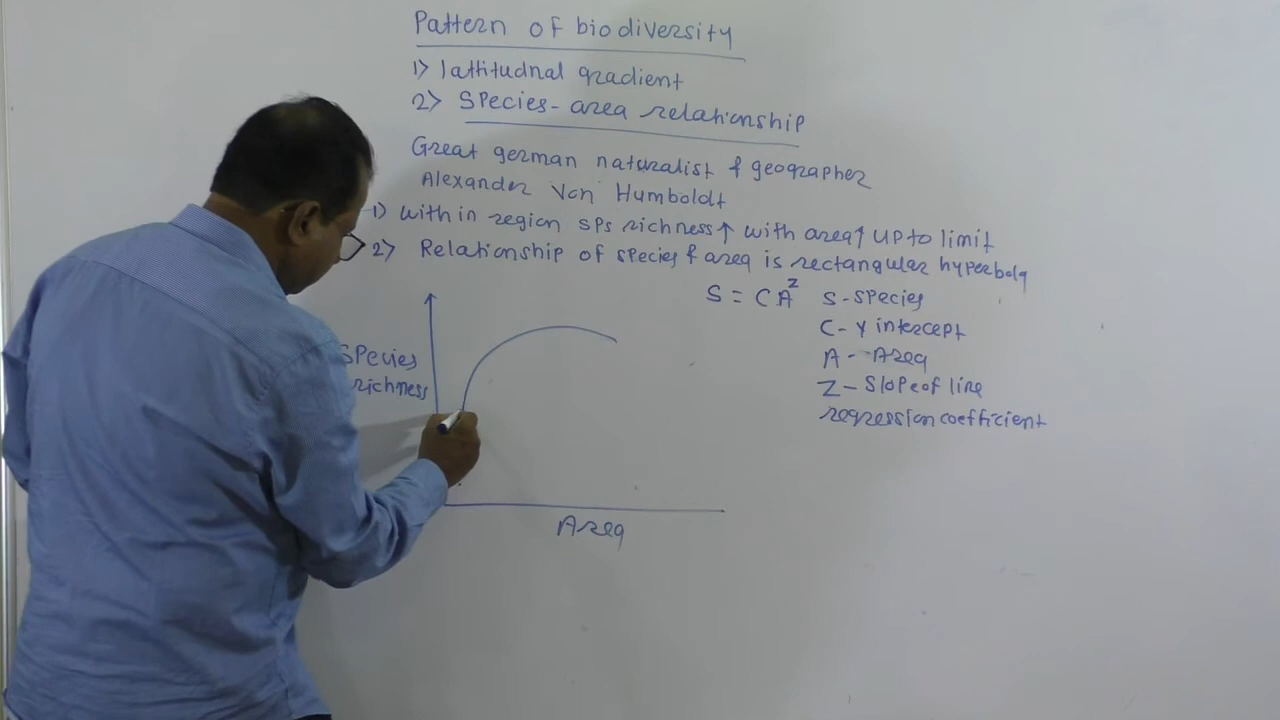 Pattern of biodiversity
1) lattitudnal gradient
2) Species-area relationship
Great german naturalist & geographer
Alexander Von Humboldt
1) with in region sps richness↑ with area↑ up to limit
2) Relationship of species & area is rectangular hyperbola
S = CA^z S-species
C-Y intercept
A-Area
Z-Slope of line
regression coefficient
Species
richness
Area